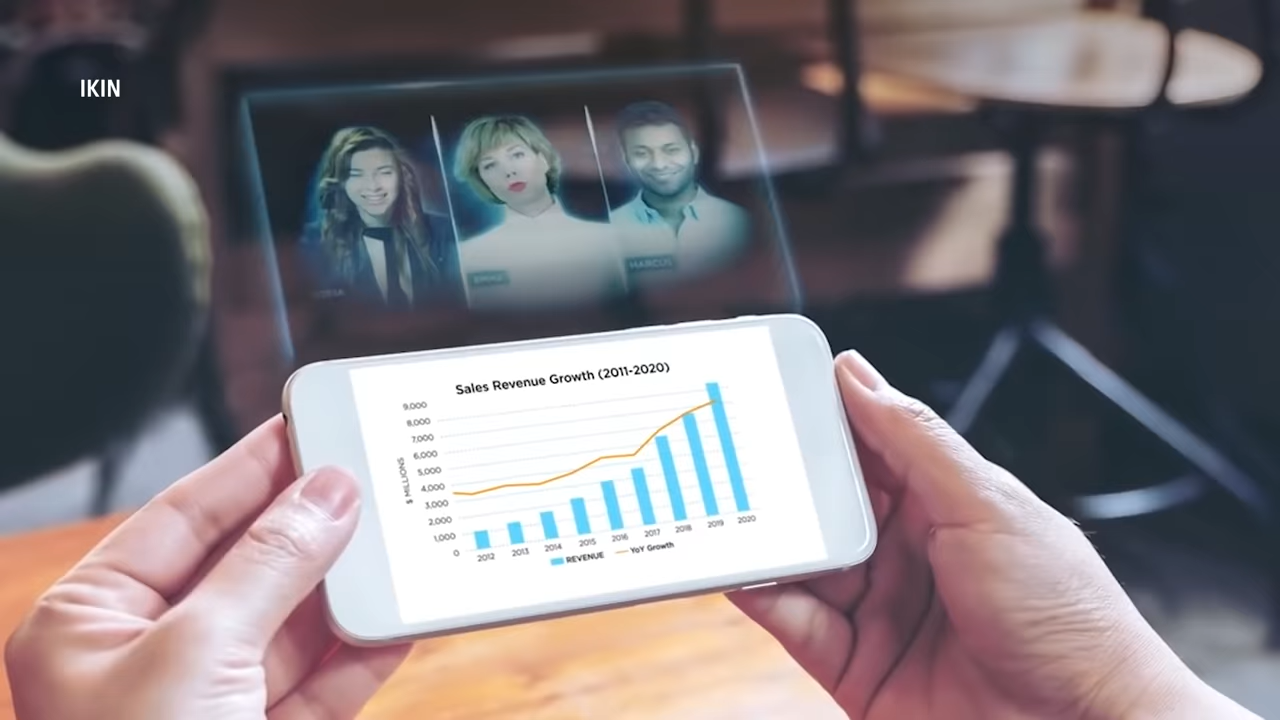 IKIN
EMMA
MARCUS
Sales Revenue Growth (2011-2020)
$ MILLIONS
9,000
8,000
7,000
6,000
5,000
4,000
3,000
2,000
1,000
0
2012 2013 2014 2015 2016 2017 2018 2019 2020
REVENUE YoY Growth